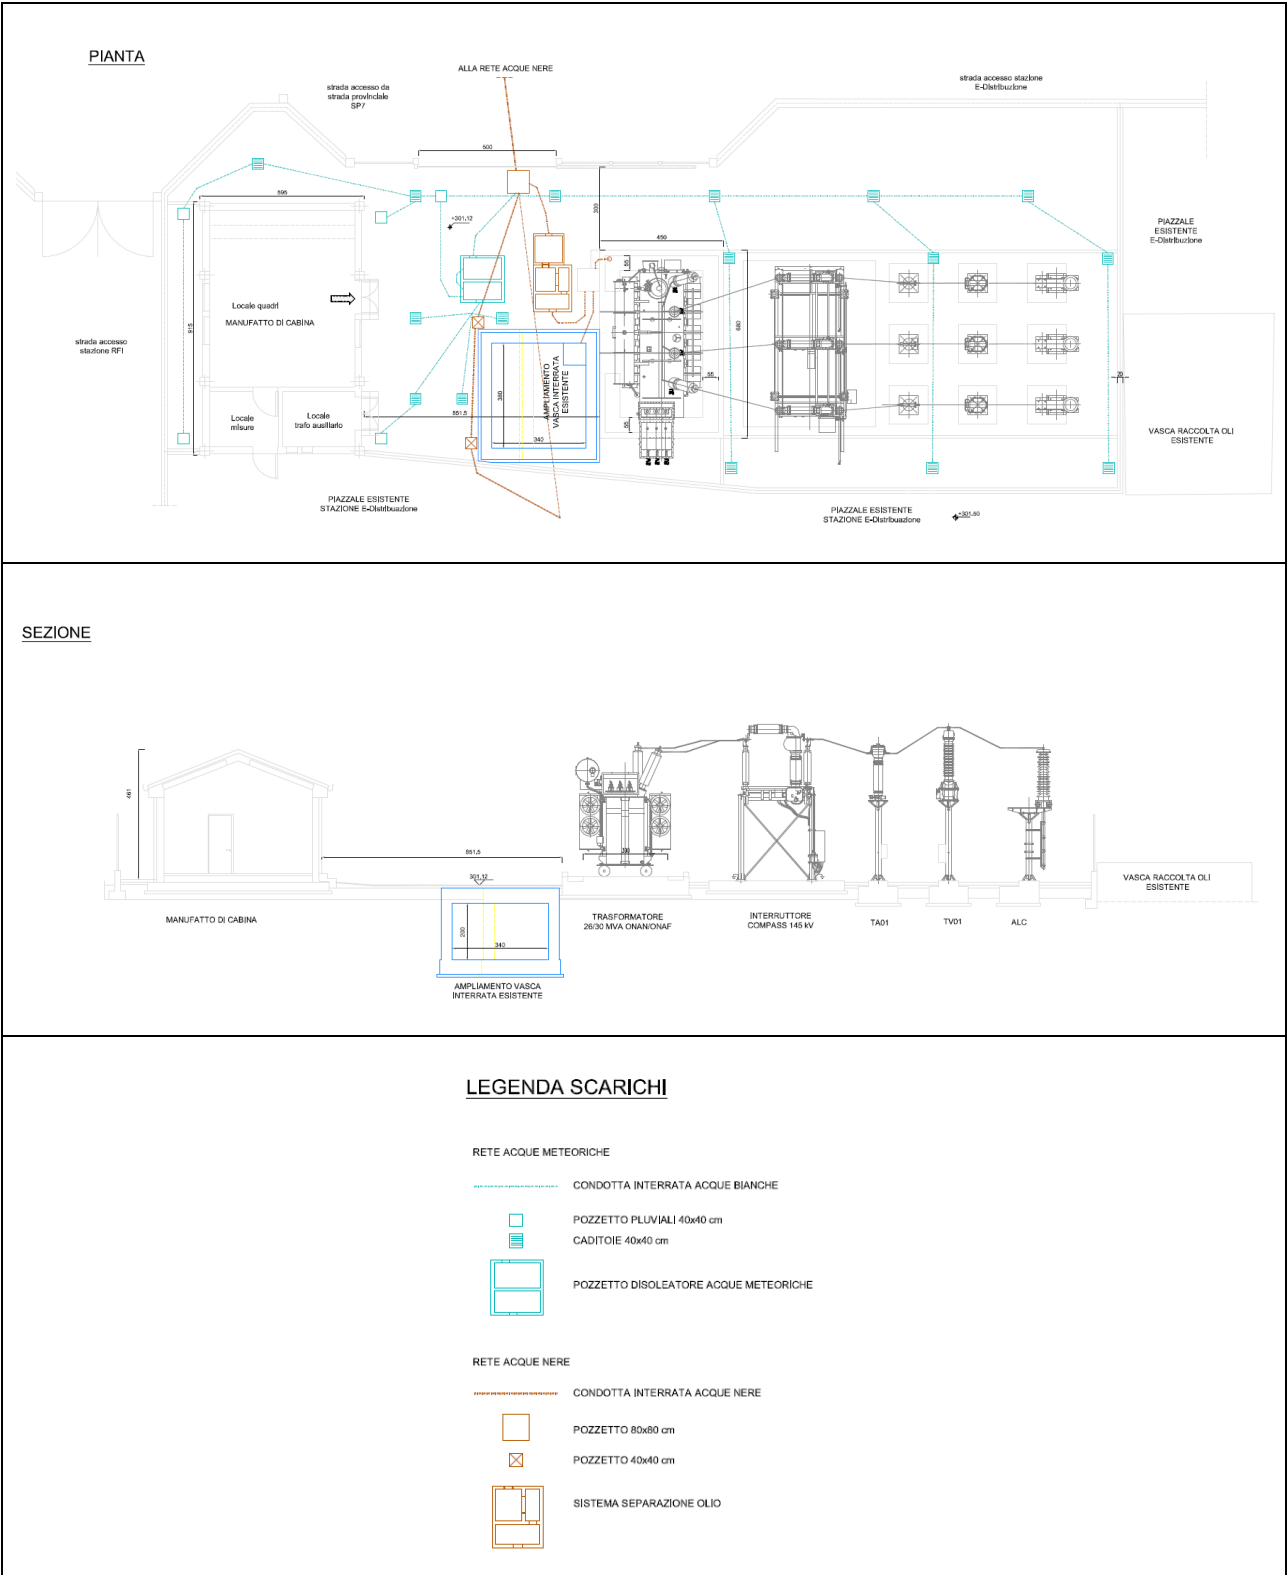 PIANTA
ALLA RETE ACQUE NERE
strada accesso da
strada provinciale
SP7
strada accesso stazione
E-Distribuzione
500
595
+301,12
300
450
PIAZZALE
ESISTENTE
E-Distribuzione
55
Locale quadri
MANUFATTO DI CABINA
915
680
strada accesso
stazione RFI
AMPLIAMENTO
VASCA INTERRATA
ESISTENTE
380
340
851,5
55
55
Locale
misure
Locale
trafo ausiliario
VASCA RACCOLTA OLI
ESISTENTE
PIAZZALE ESISTENTE
STAZIONE E-Distribuazione
PIAZZALE ESISTENTE
STAZIONE E-Distribuazione
+301,50
SEZIONE
461
851,5
301,12
200
340
MANUFATTO DI CABINA
TRASFORMATORE
26/30 MVA ONAN/ONAF
INTERRUTTORE
COMPASS 145 kV
TA01
TV01
ALC
VASCA RACCOLTA OLI
ESISTENTE
AMPLIAMENTO VASCA
INTERRATA ESISTENTE
LEGENDA SCARICHI
RETE ACQUE METEORICHE
CONDOTTA INTERRATA ACQUE BIANCHE
POZZETTO PLUVIALI 40x40 cm
CADITOIE 40x40 cm
POZZETTO DISOLEATORE ACQUE METEORICHE
RETE ACQUE NERE
CONDOTTA INTERRATA ACQUE NERE
POZZETTO 80x80 cm
POZZETTO 40x40 cm
SISTEMA SEPARAZIONE OLIO